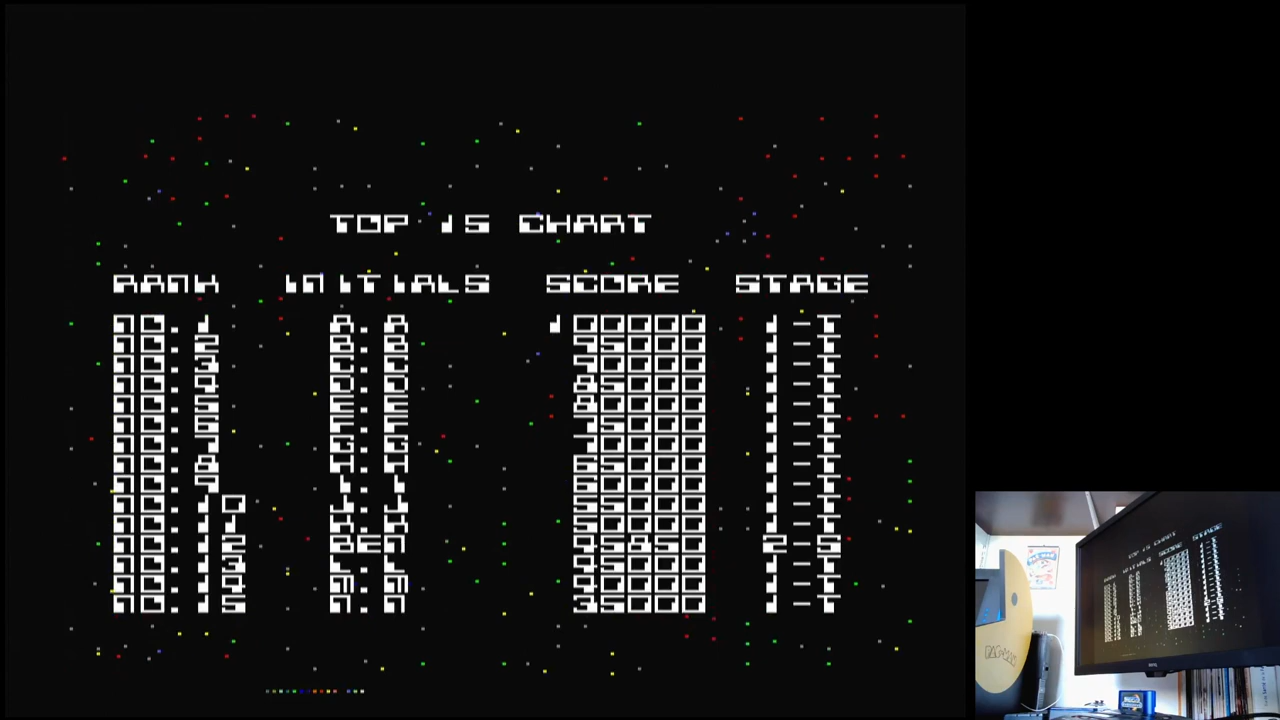 TOP 15 CHART
RANK INITIALS SCORE STAGE
NO. 1 A.A 100000 1-T
NO. 2 B.B 95000 1-T
NO. 3 C.C 90000 1-T
NO. 4 D.D 85000 1-T
NO. 5 E.E 80000 1-T
NO. 6 F.F 75000 1-T
NO. 7 G.G 70000 1-T
NO. 8 H.H 65000 1-T
NO. 9 I.I 60000 1-T
NO. 10 J.J 55000 1-T
NO. 11 K.K 50000 1-T
NO. 12 BEN 45850 2-5
NO. 13 L.L 45000 1-T
NO. 14 M.M 40000 1-T
NO. 15 N.N 35000 1-T